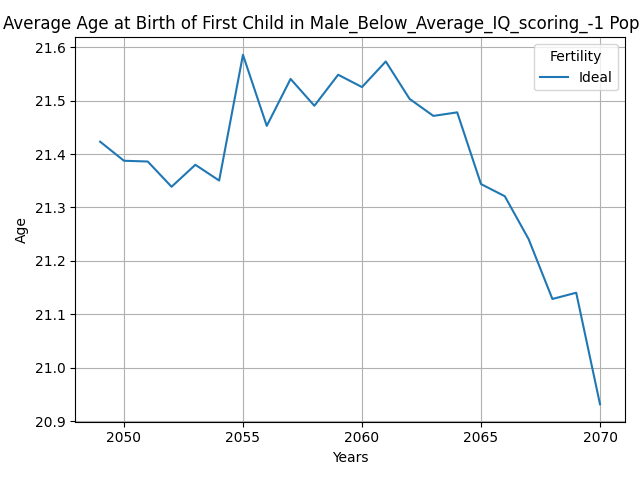 Average Age at Birth of First Child in Male_Below_Average_IQ_scoring_-1 Pop
21.6
21.5
21.4
21.3
21.2
21.1
21.0
20.9
Age
Fertility
Ideal
2050 2055 2060 2065 2070
Years